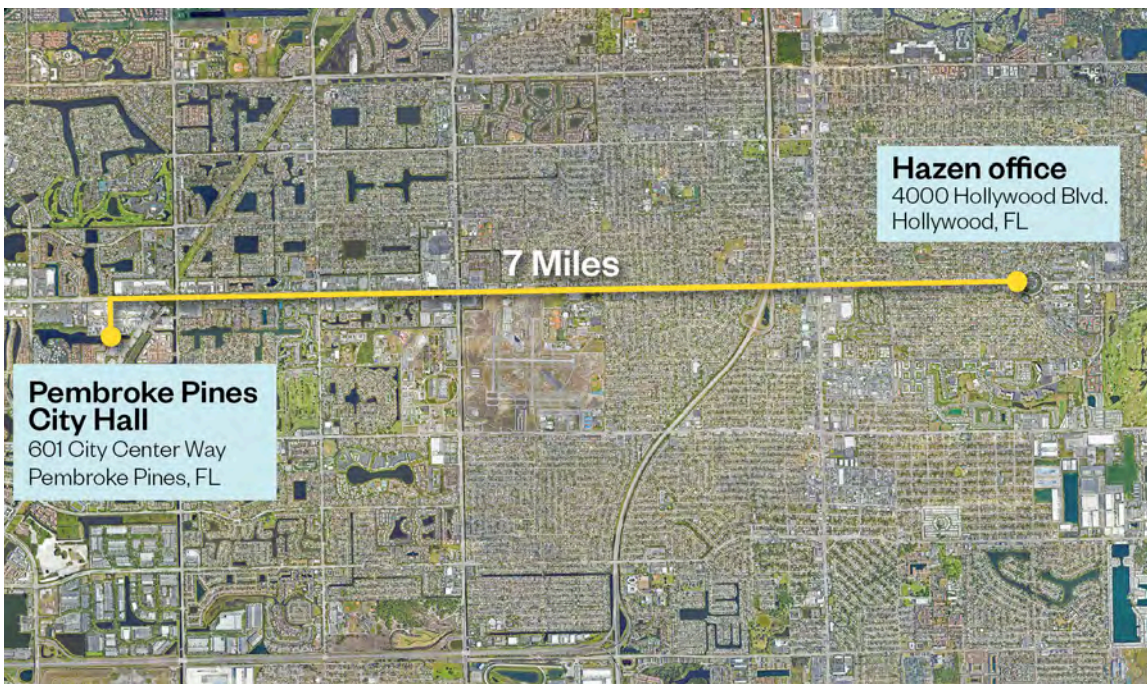 Hazen office
4000 Hollywood Blvd.
Hollywood, FL
7 Miles
Pembroke Pines
City Hall
601 City Center Way
Pembroke Pines, FL